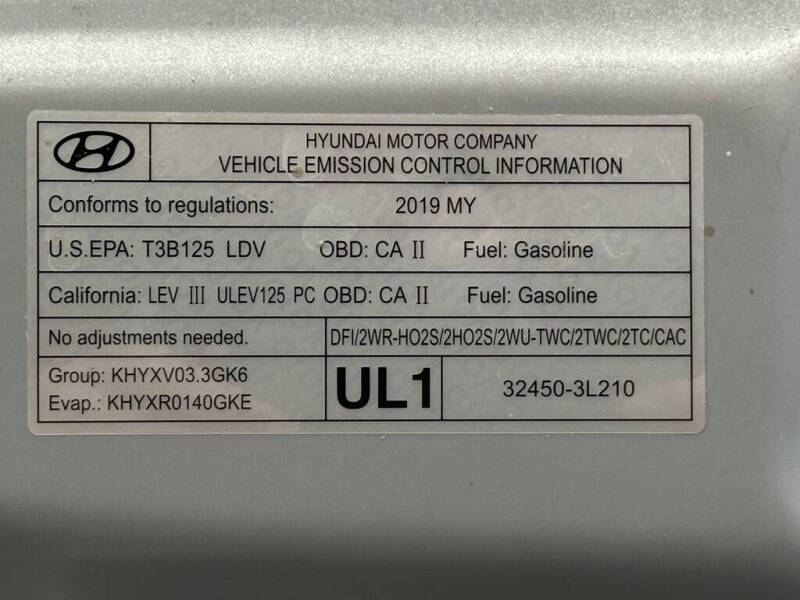 HYUNDAI MOTOR COMPANY
VEHICLE EMISSION CONTROL INFORMATION
Conforms to regulations: 2019 MY
U.S.EPA: T3B125 LDV OBD: CA II Fuel: Gasoline
California: LEV III ULEV125 PC OBD: CA II Fuel: Gasoline
No adjustments needed. DFI/2WR-HO2S/2HO2S/2WU-TWC/2TWC/2TC/CAC
Group: KHYXV03.3GK6
Evap.: KHYXR0140GKE
UL1
32450-3L210